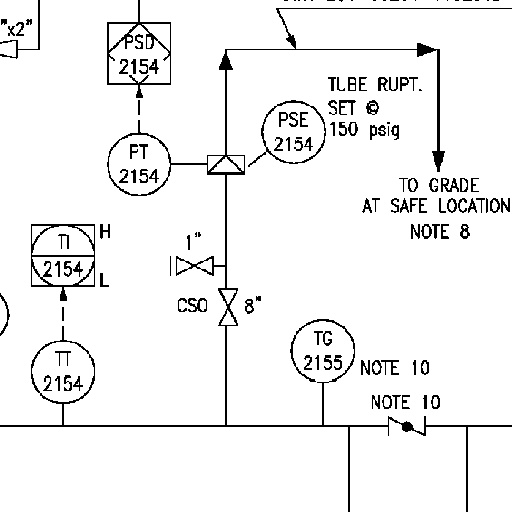 "x2"
PSD
2154
TUBE RUPT.
SET @
150 psig
PSE
2154
PT
2154
TO GRADE
AT SAFE LOCATION
NOTE 8
H
TI
2154
L
1"
CSO
8"
TG
2155
NOTE 10
TT
2154
NOTE 10